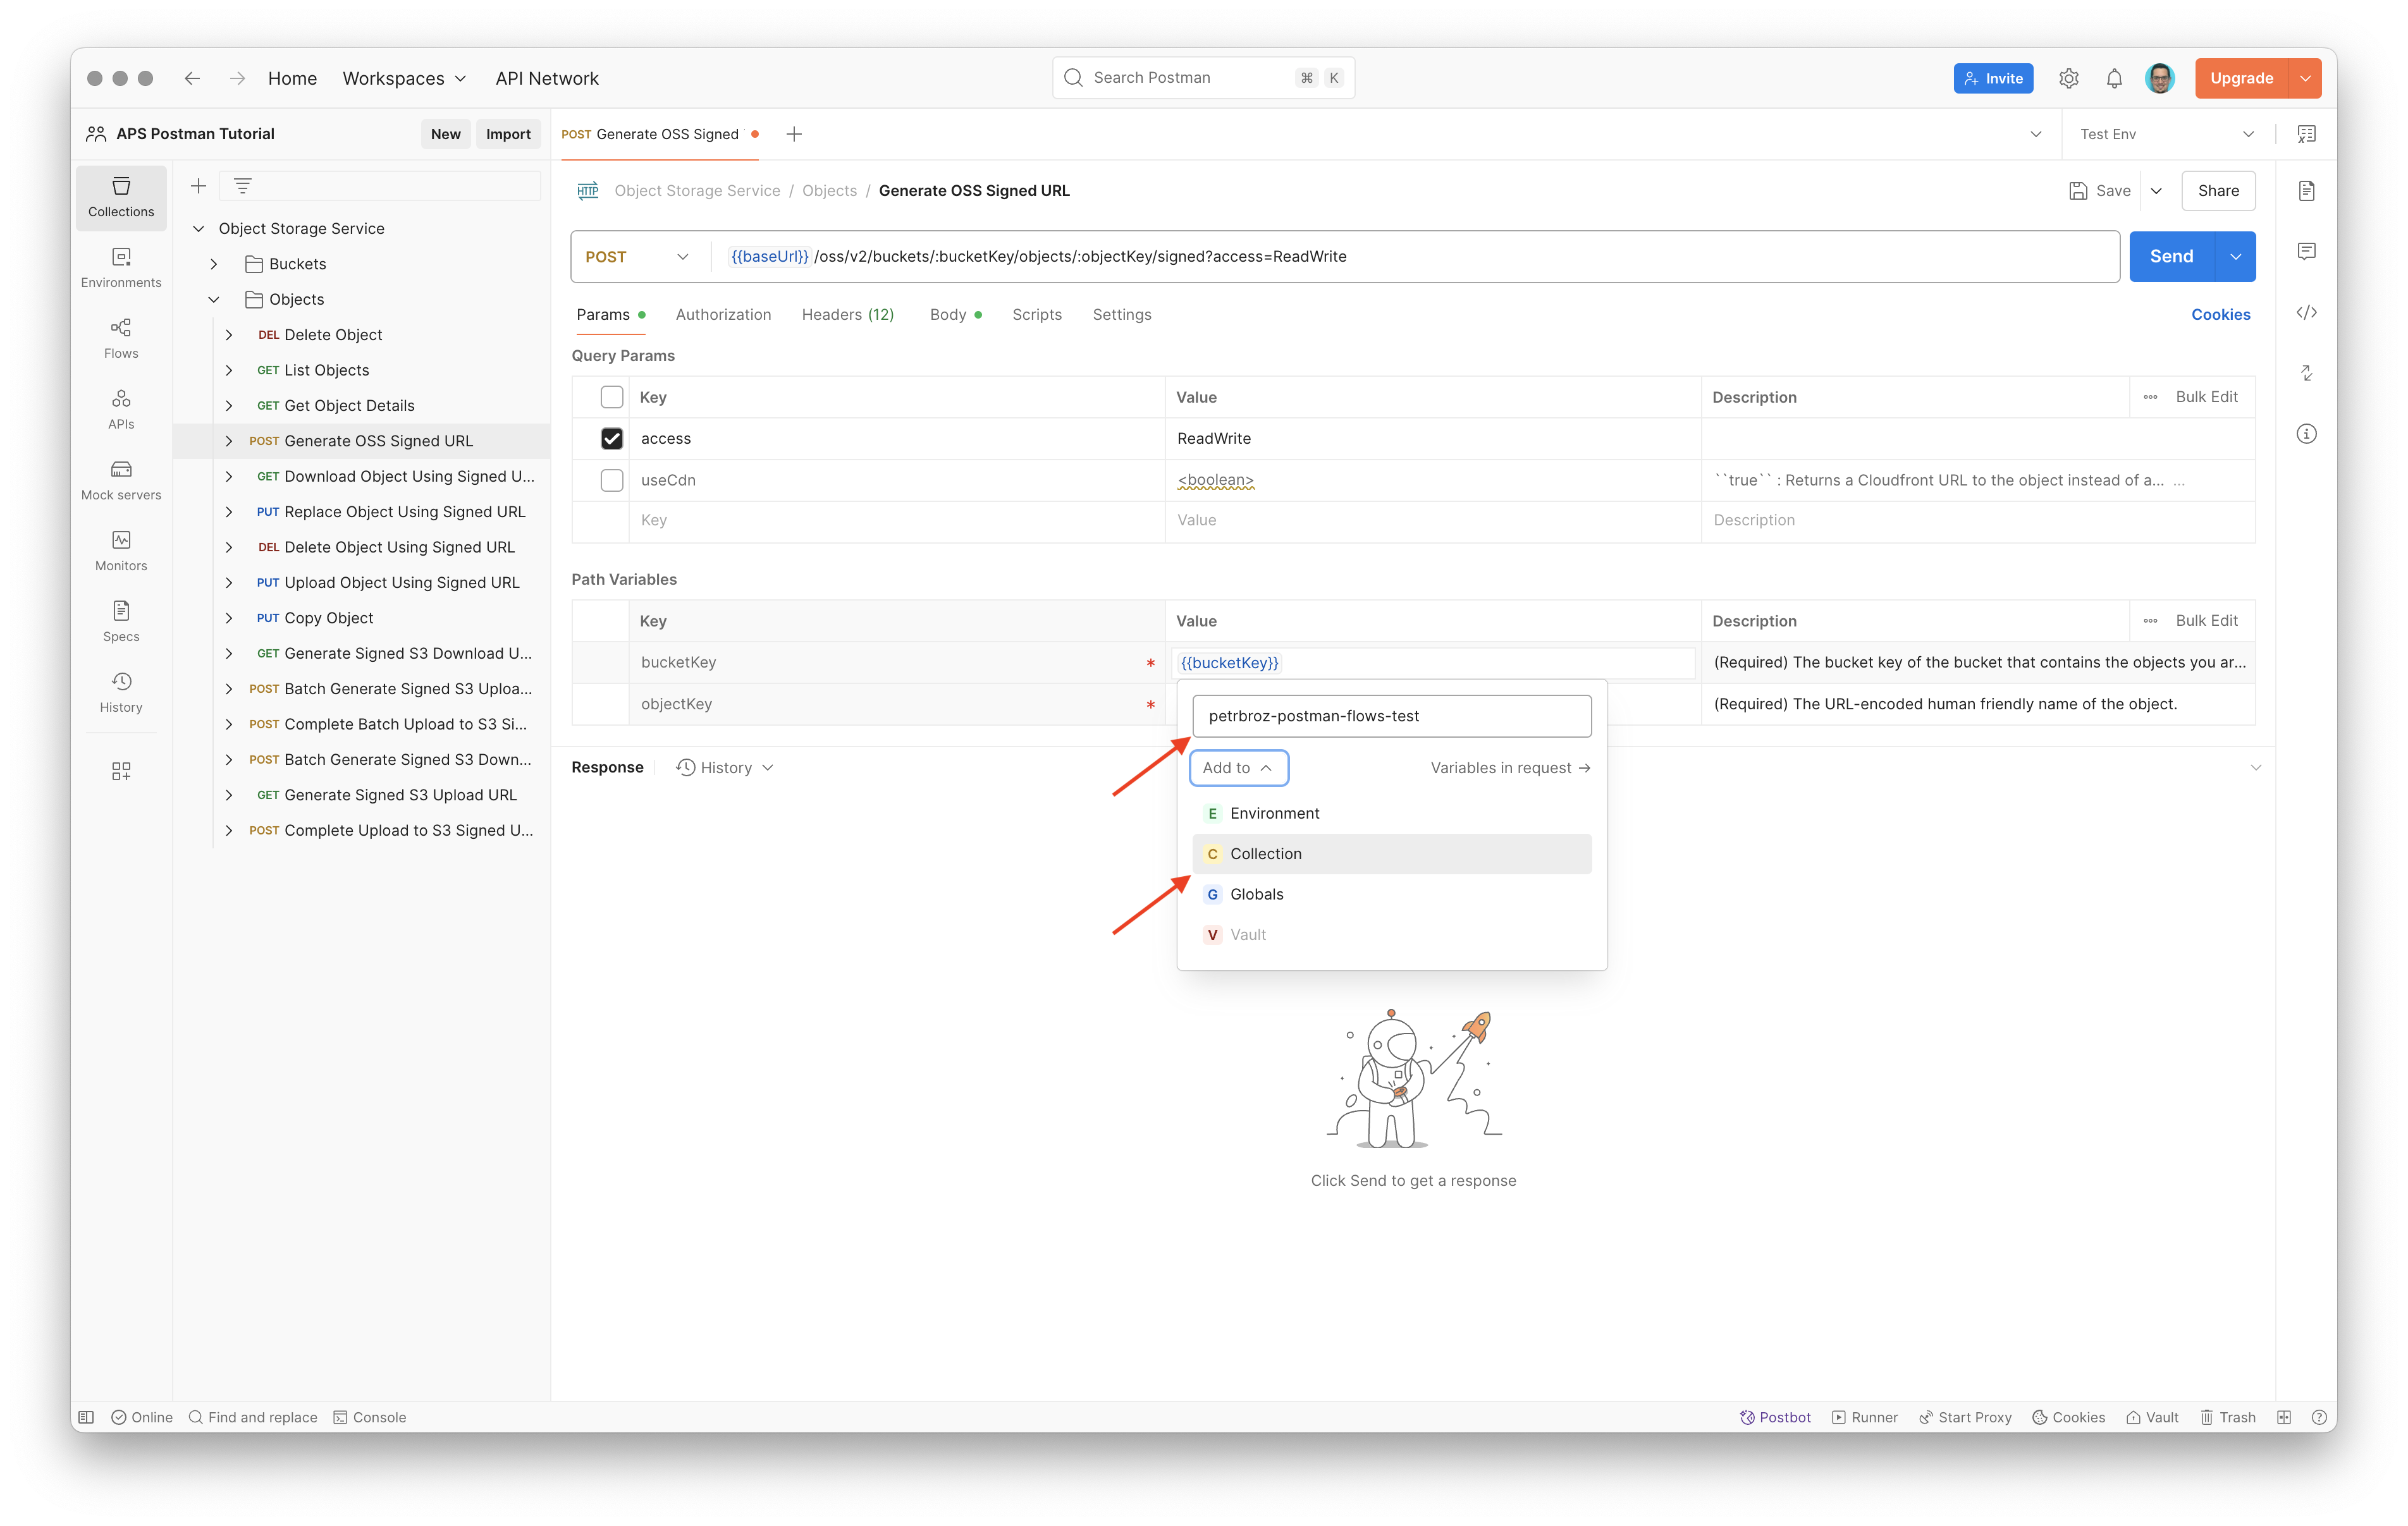 Home Workspaces API Network Search Postman ⌘ K Invite Upgrade
APS Postman Tutorial New Import POST Generate OSS Signed Test Env
Collections
Environments
Flows
APIs
Mock servers
Monitors
Specs
History
Object Storage Service
Buckets
Objects
DEL Delete Object
GET List Objects
GET Get Object Details
POST Generate OSS Signed URL
GET Download Object Using Signed U...
PUT Replace Object Using Signed URL
DEL Delete Object Using Signed URL
PUT Upload Object Using Signed URL
PUT Copy Object
GET Generate Signed S3 Download U...
POST Batch Generate Signed S3 Uploa...
POST Complete Batch Upload to S3 Si...
POST Batch Generate Signed S3 Down...
GET Generate Signed S3 Upload URL
POST Complete Upload to S3 Signed U...
HTTP Object Storage Service / Objects / Generate OSS Signed URL Save Share
POST {{baseUrl}} /oss/v2/buckets/:bucketKey/objects/:objectKey/signed?access=ReadWrite Send
Params Authorization Headers (12) Body Scripts Settings Cookies
Query Params
Key Value Description Bulk Edit
access ReadWrite
useCdn <boolean> ``true`` : Returns a Cloudfront URL to the object instead of a... ...
Key Value Description
Path Variables
Key Value Description Bulk Edit
bucketKey * {{bucketKey}} (Required) The bucket key of the bucket that contains the objects you ar...
objectKey * (Required) The URL-encoded human friendly name of the object.
petrbroz-postman-flows-test
Add to Variables in request →
E Environment
C Collection
G Globals
V Vault
Response History
Click Send to get a response
Online Find and replace Console Postbot Runner Start Proxy Cookies Vault Trash